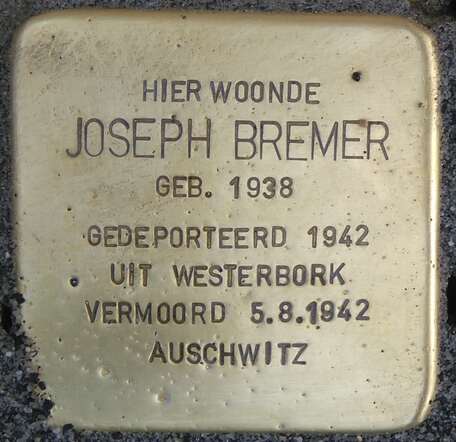 HIER WOONDE
JOSEPH BREMER
GEB. 1938
GEDEPORTEERD 1942
UIT WESTERBORK
VERMOORD 5.8.1942
AUSCHWITZ